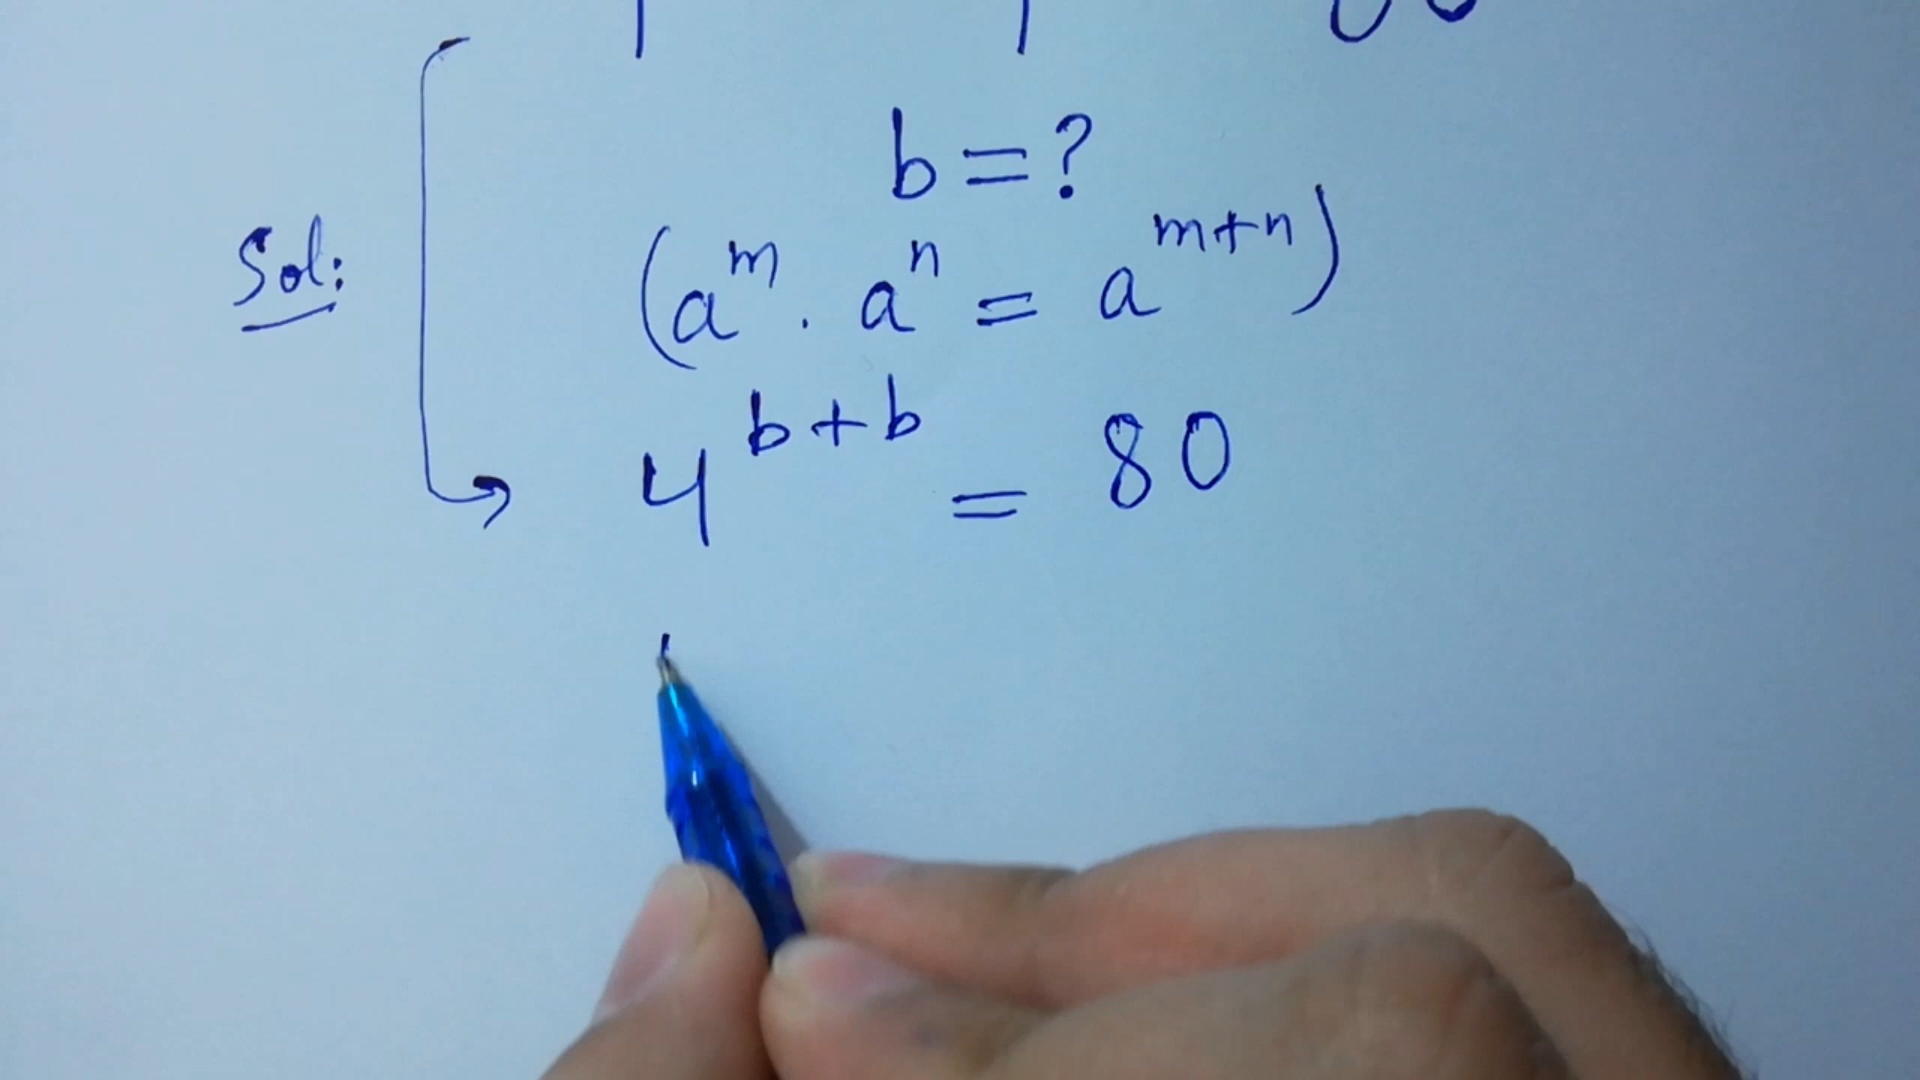 b = ?
Sol: (a^m . a^n = a^m+n)
4^b+b = 80